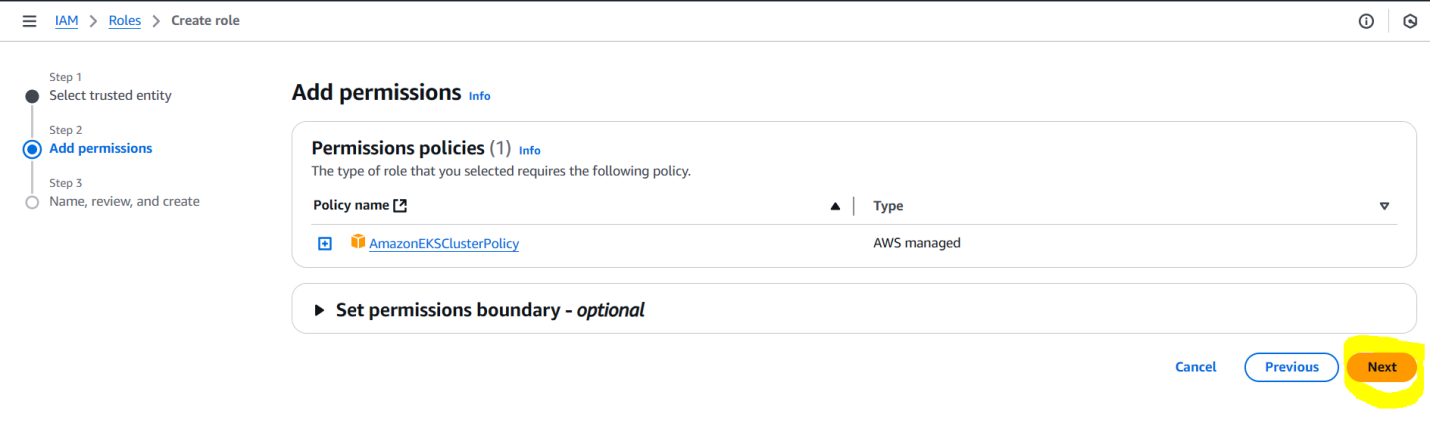 IAM > Roles > Create role
Step 1
Select trusted entity
Step 2
Add permissions
Step 3
Name, review, and create
Add permissions Info
Permissions policies (1) Info
The type of role that you selected requires the following policy.
Policy name Type
AmazonEKSClusterPolicy AWS managed
Set permissions boundary - optional
Cancel Previous Next